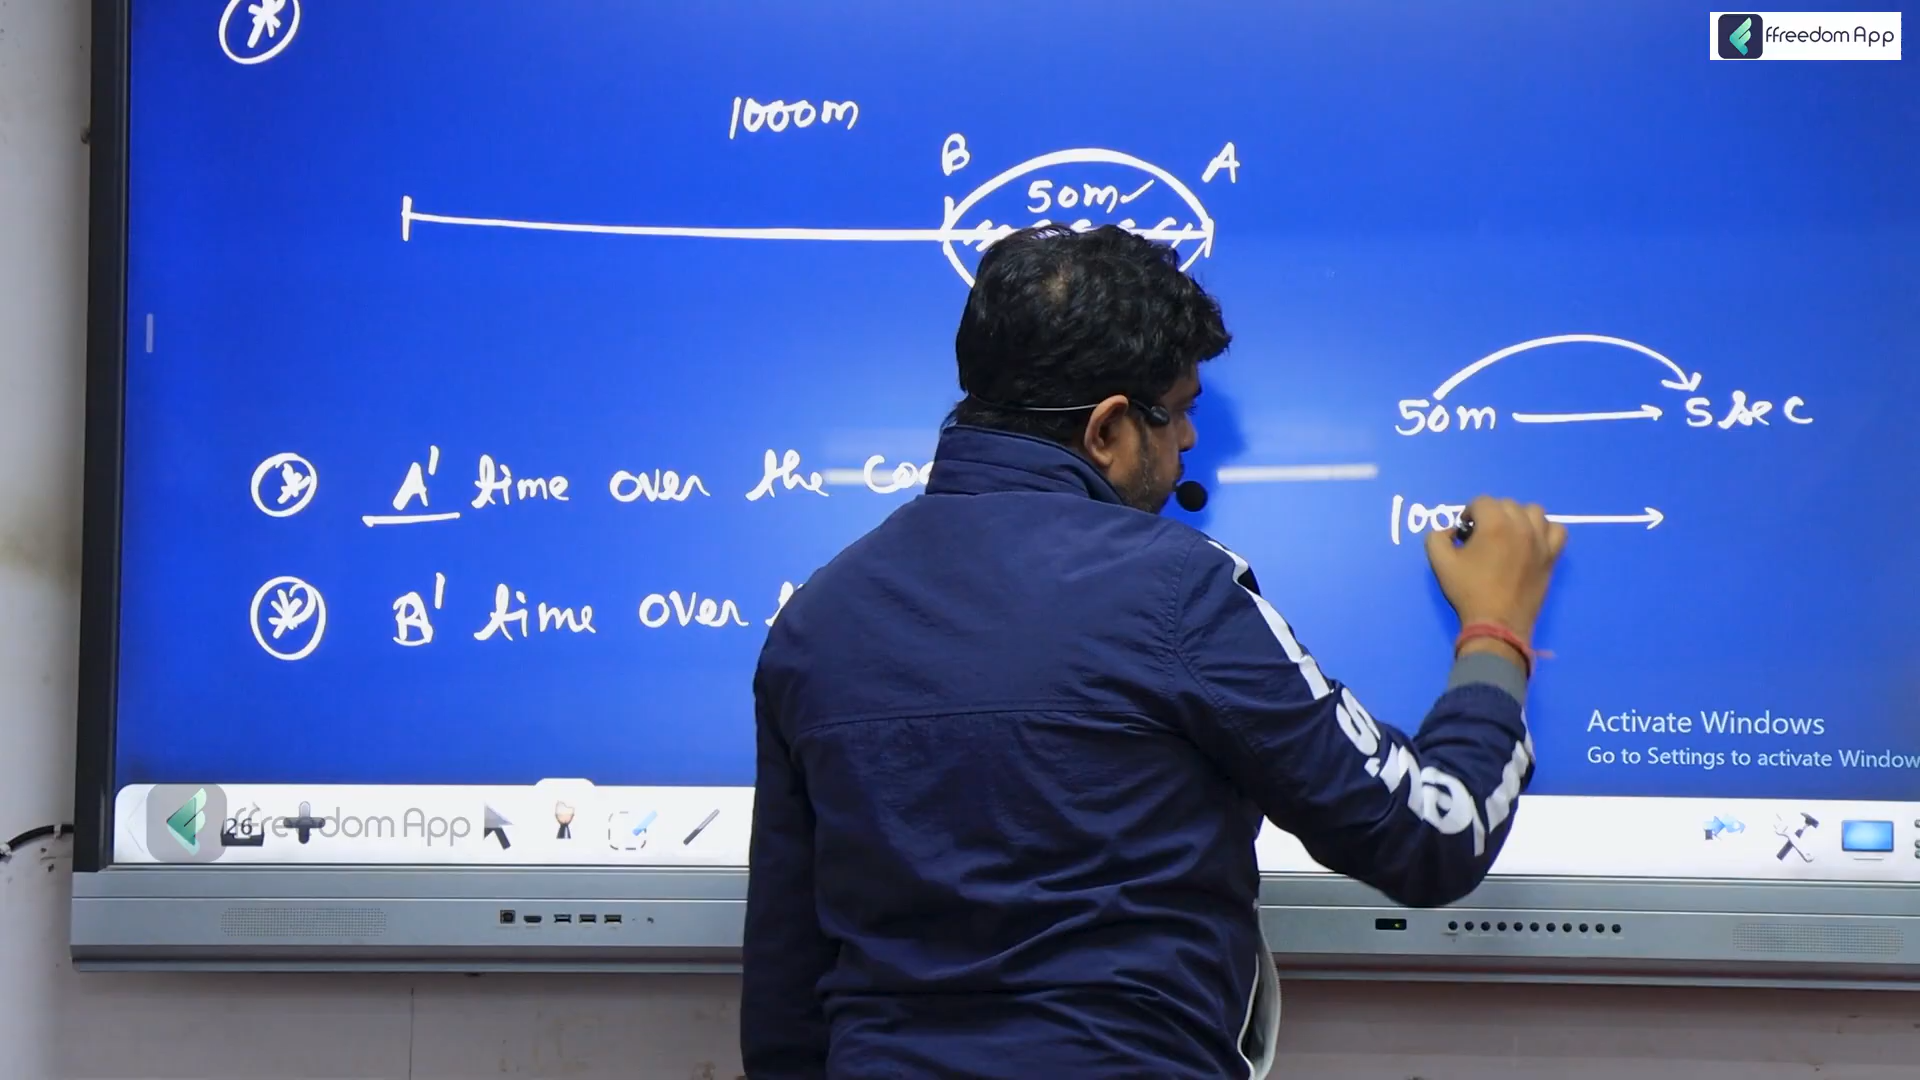 ffreedom App
1000m
B
A
50m
50m → 5 sec
A' time over the
B' time over
Activate Windows
Go to Settings to activate Window
26
ffreedom App